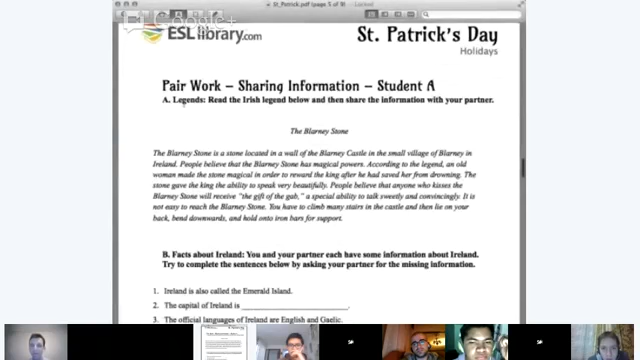 St_Patrick.pdf (page 5 of 9) — Locked
Google+
ESL library.com
St. Patrick's Day
Holidays
Pair Work – Sharing Information – Student A
A. Legends: Read the Irish legend below and then share the information with your partner.
The Blarney Stone
The Blarney Stone is a stone located in a wall of the Blarney Castle in the small village of Blarney in
Ireland. People believe that the Blarney Stone has magical powers. According to the legend, an old
woman made the stone magical in order to reward the king after he had saved her from drowning. The
stone gave the king the ability to speak very beautifully. People believe that anyone who kisses the
Blarney Stone will receive "the gift of the gab," a special ability to talk sweetly and convincingly. It is
not easy to reach the Blarney Stone. You have to climb many stairs in the castle and then lie on your
back, bend downwards, and hold onto iron bars for support.
B. Facts about Ireland: You and your partner each have some information about Ireland.
Try to complete the sentences below by asking your partner for the missing information.
1. Ireland is also called the Emerald Island.
2. The capital of Ireland is ____________________.
3. The official languages of Ireland are English and Gaelic.